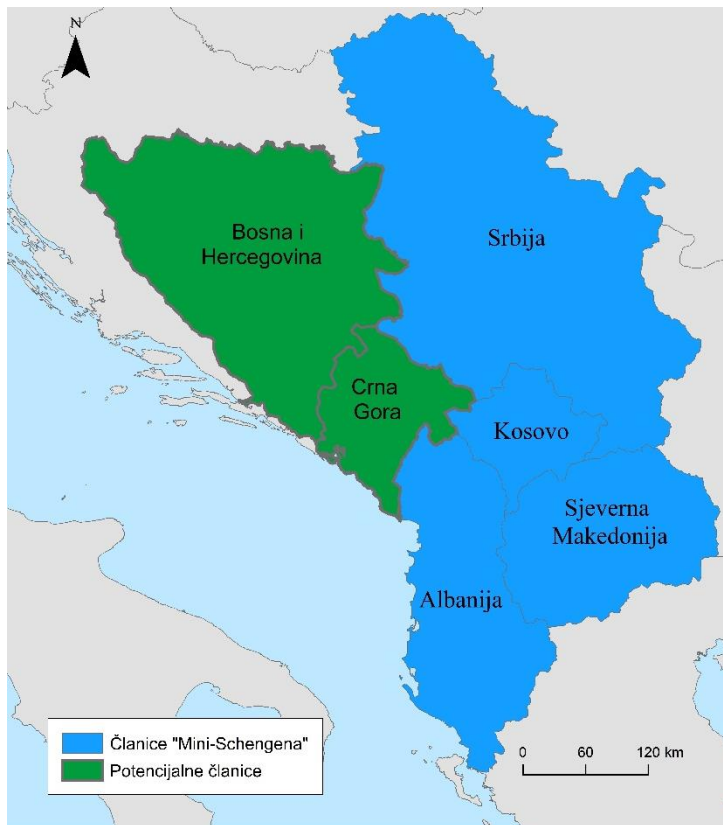 N
Bosna i
Hercegovina
Srbija
Crna
Gora
Kosovo
Sjeverna
Makedonija
Albanija
Članice "Mini-Schengena"
Potencijalne članice
0 60 120 km